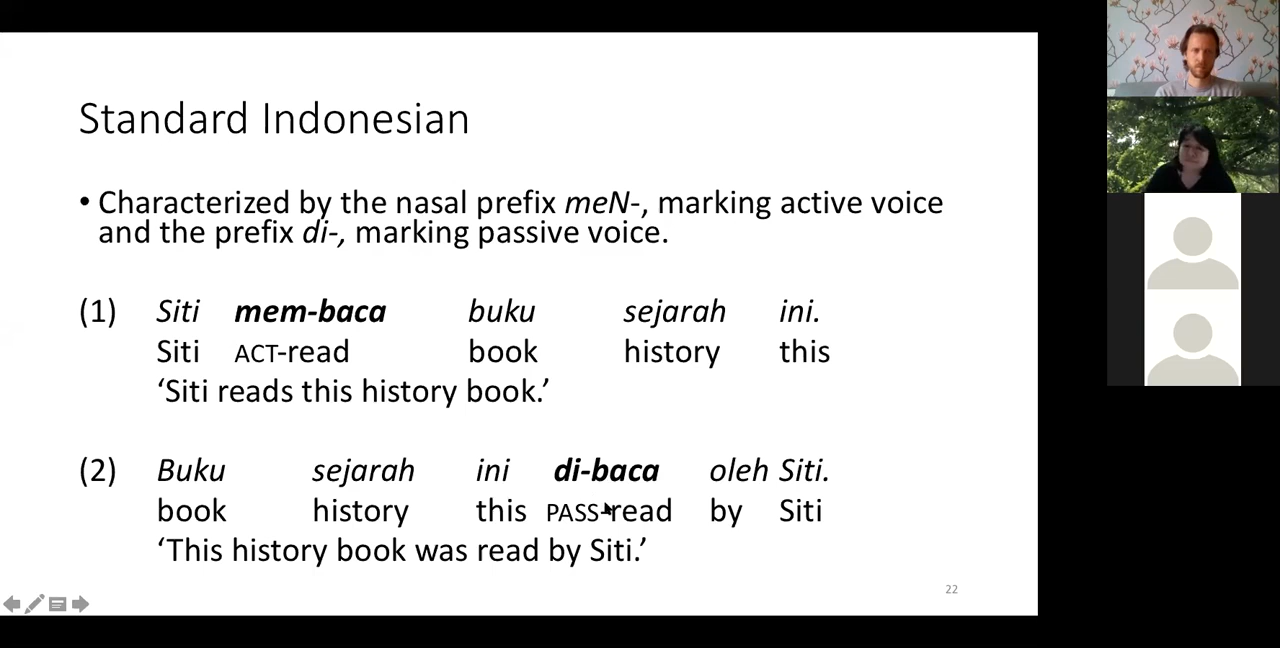 Standard Indonesian
• Characterized by the nasal prefix meN-, marking active voice
and the prefix di-, marking passive voice.
(1) Siti mem-baca buku sejarah ini.
Siti ACT-read book history this
‘Siti reads this history book.’
(2) Buku sejarah ini di-baca oleh Siti.
book history this PASS-read by Siti
‘This history book was read by Siti.’
22